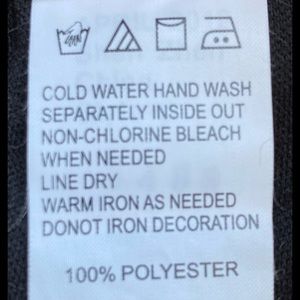 COLD WATER HAND WASH
SEPARATELY INSIDE OUT
NON-CHLORINE BLEACH
WHEN NEEDED
LINE DRY
WARM IRON AS NEEDED
DONOT IRON DECORATION
100% POLYESTER